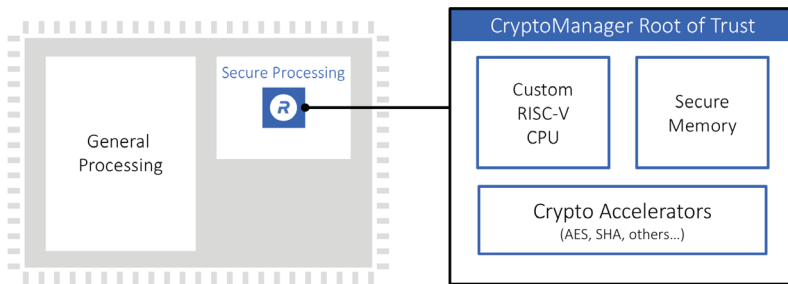 General
Processing
Secure Processing
R
CryptoManager Root of Trust
Custom
RISC-V
CPU
Secure
Memory
Crypto Accelerators
(AES, SHA, others...)